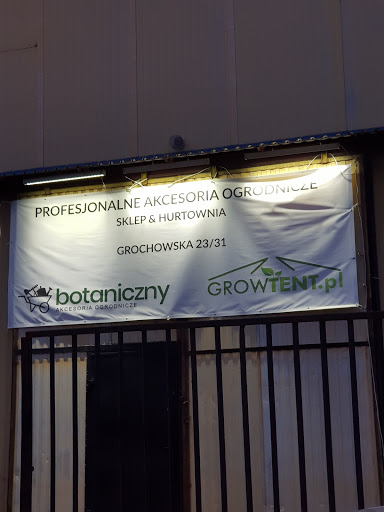 PROFESJONALNE AKCESORIA OGRODNICZE
SKLEP & HURTOWNIA
GROCHOWSKA 23/31
botaniczny
AKCESORIA OGRODNICZE
GROWTENT.pl